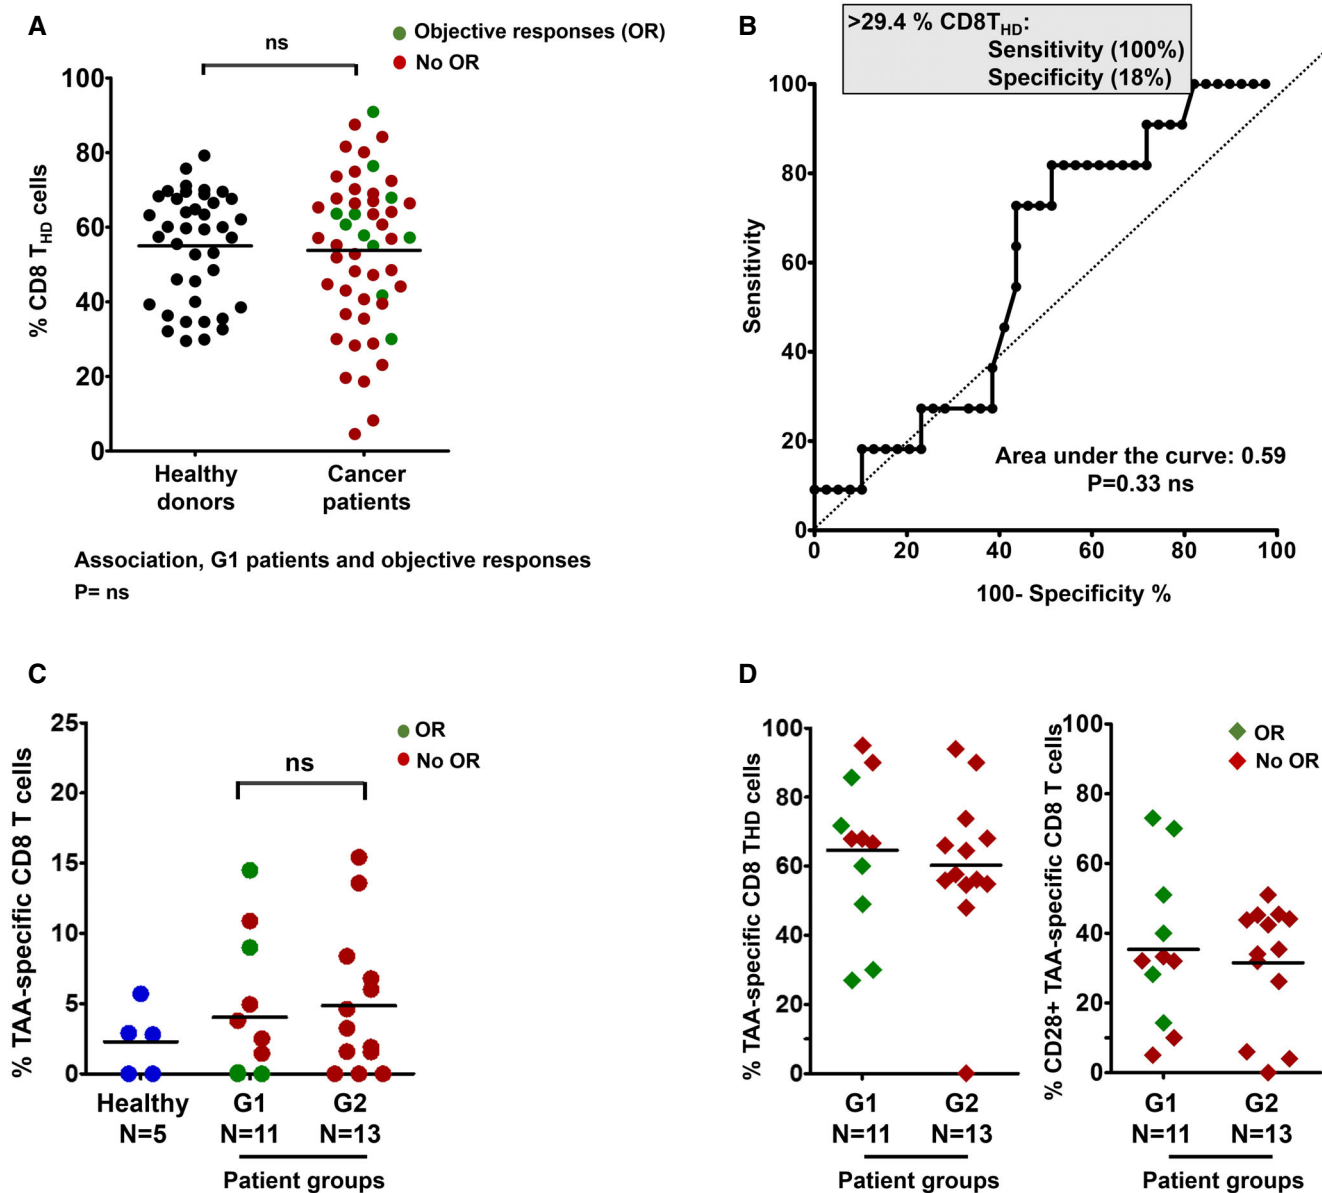 A
ns
Objective responses (OR)
No OR
100
80
60
40
20
0
% CD8 THD cells
Healthy
donors
Cancer
patients
Association, G1 patients and objective responses
P= ns
B
>29.4 % CD8THD:
Sensitivity (100%)
Specificity (18%)
100
80
60
40
20
0
Sensitivity
Area under the curve: 0.59
P=0.33 ns
0 20 40 60 80 100
100- Specificity %
C
OR
No OR
ns
25
20
15
10
5
0
% TAA-specific CD8 T cells
Healthy
N=5
G1
N=11
G2
N=13
Patient groups
D
100
80
60
40
20
0
% TAA-specific CD8 THD cells
G1
N=11
G2
N=13
Patient groups
OR
No OR
100
80
60
40
20
0
% CD28+ TAA-specific CD8 T cells
G1
N=11
G2
N=13
Patient groups